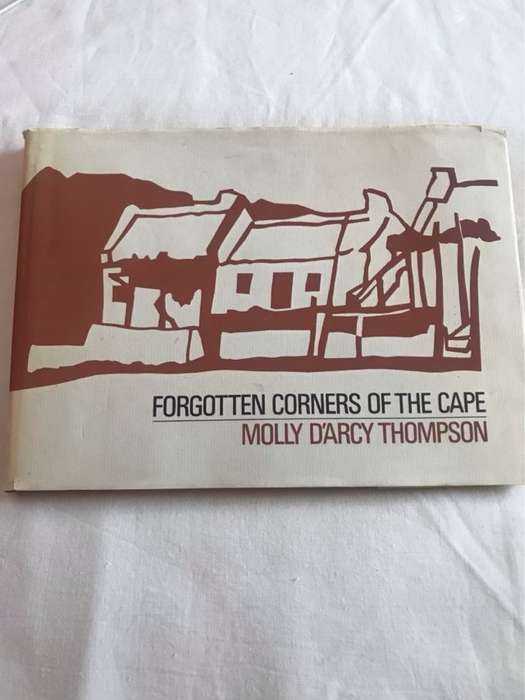 FORGOTTEN CORNERS OF THE CAPE
MOLLY D'ARCY THOMPSON